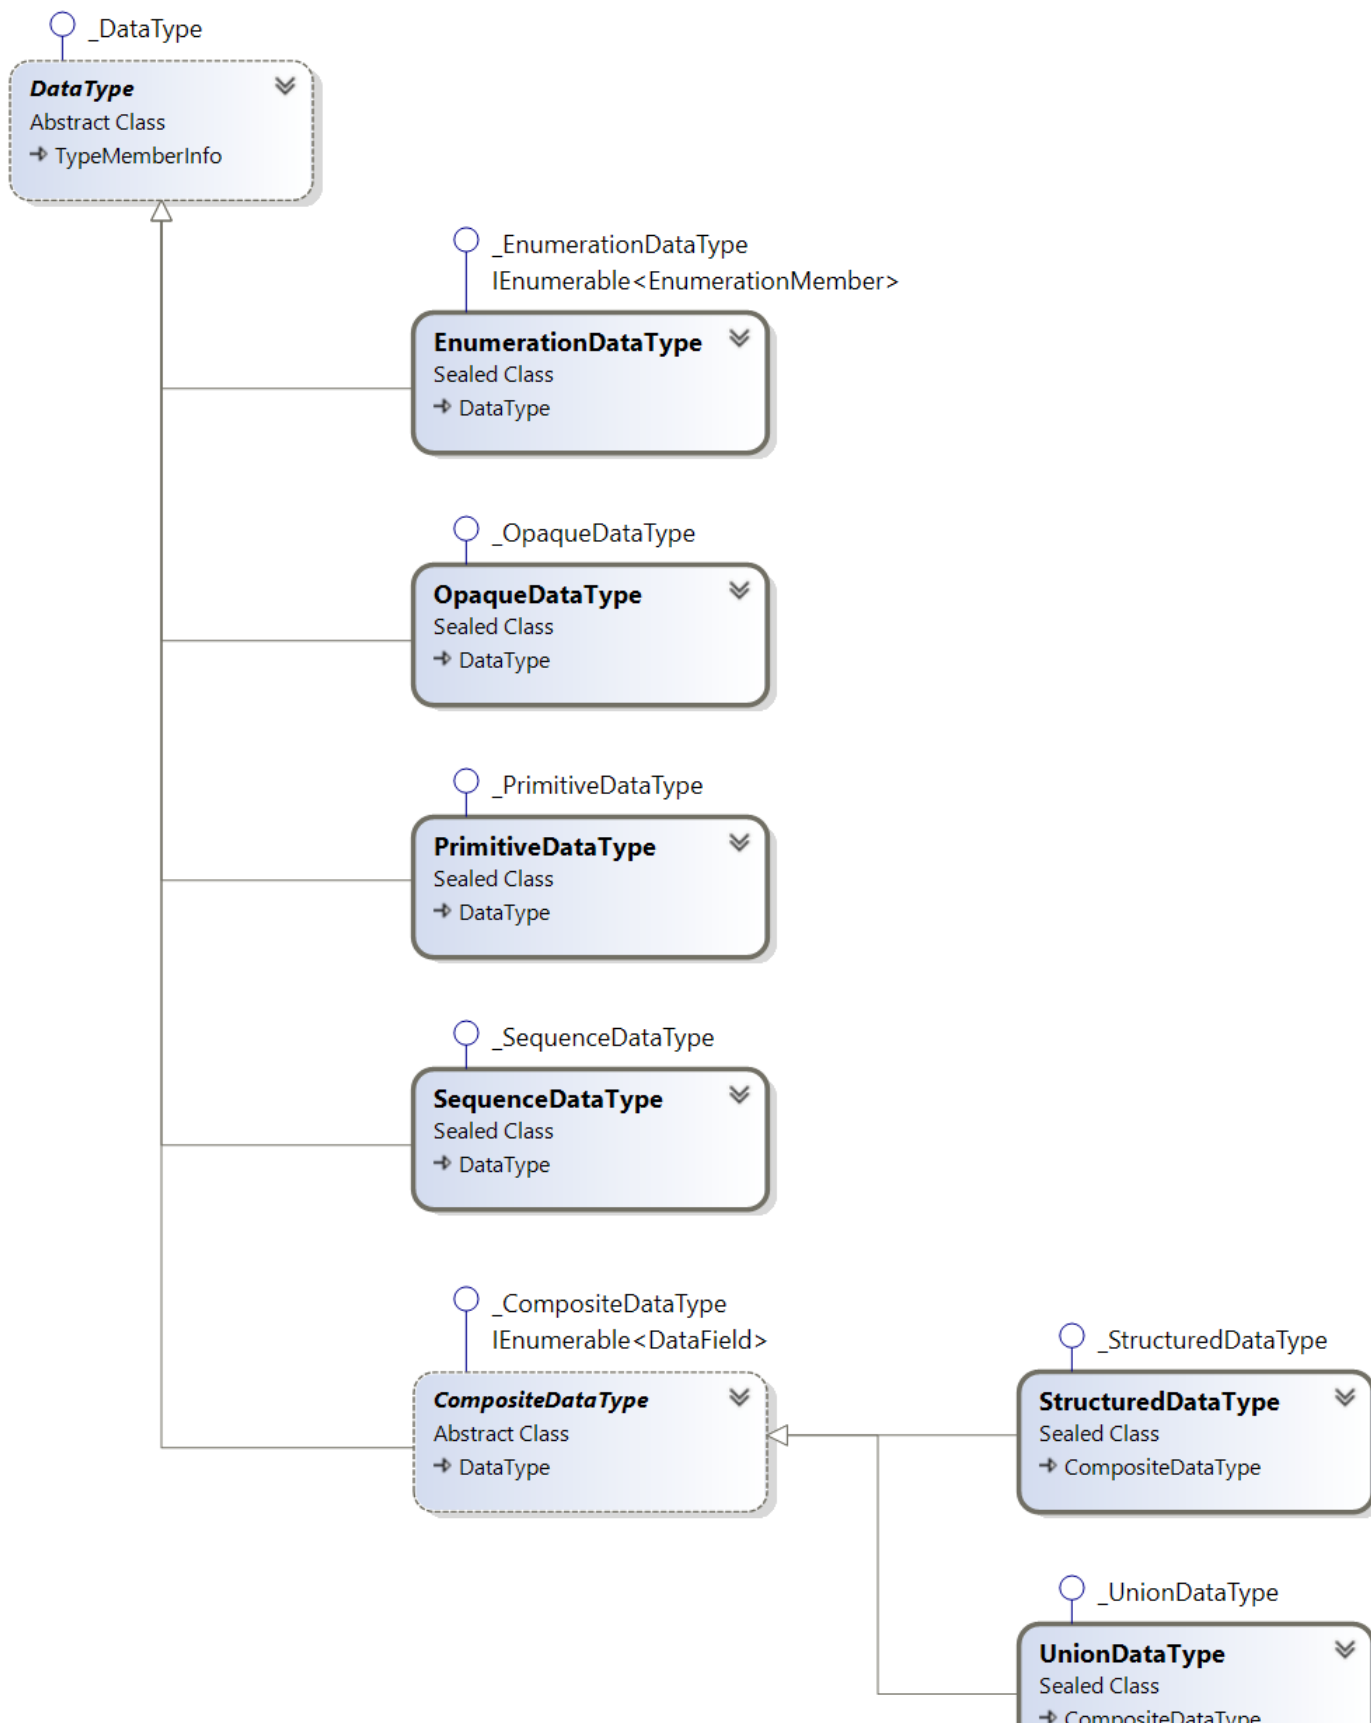 _DataType
DataType
Abstract Class
TypeMemberInfo
_EnumerationDataType
IEnumerable<EnumerationMember>
EnumerationDataType
Sealed Class
DataType
_OpaqueDataType
OpaqueDataType
Sealed Class
DataType
_PrimitiveDataType
PrimitiveDataType
Sealed Class
DataType
_SequenceDataType
SequenceDataType
Sealed Class
DataType
_CompositeDataType
IEnumerable<DataField>
CompositeDataType
Abstract Class
DataType
_StructuredDataType
StructuredDataType
Sealed Class
CompositeDataType
_UnionDataType
UnionDataType
Sealed Class
CompositeDataType